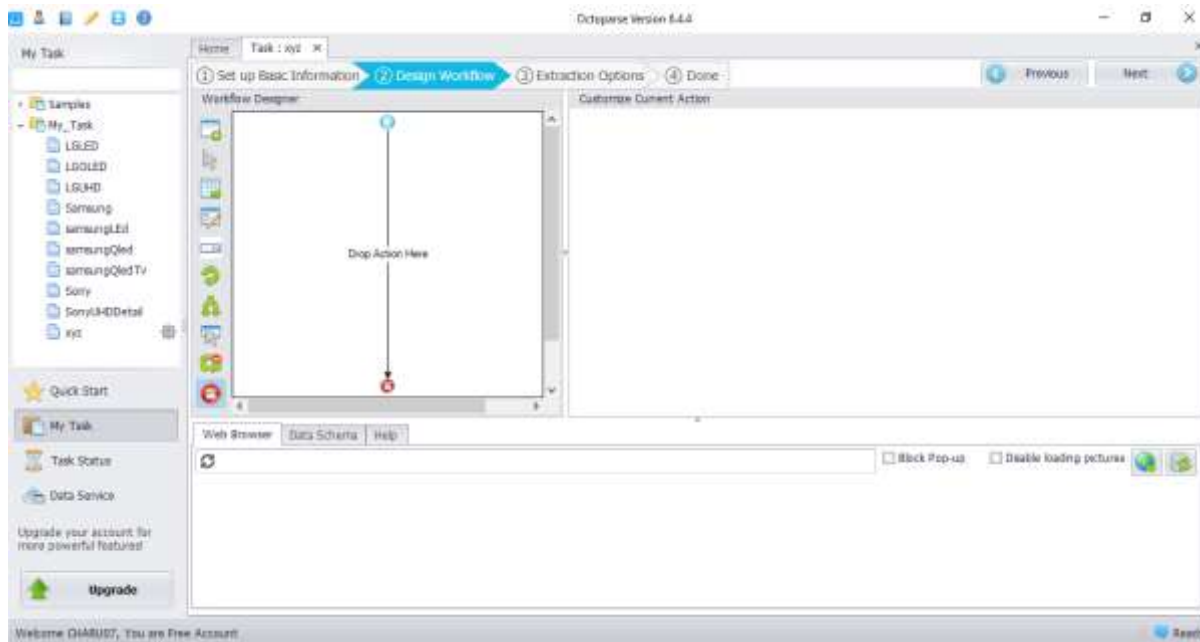 Octoparse Version 6.4.4
My Task
Home
Task : xyz
1 Set up Basic Information
2 Design Workflow
3 Extraction Options
4 Done
Previous
Next
Workflow Designer
Customize Current Action
Samples
My_Task
LGLED
LGOLED
LGUHD
Samsung
samsungLEd
samsungQled
samsungQledTv
Sony
SonyUHDDetail
xyz
Drop Action Here
Quick Start
My Task
Task Status
Data Service
Upgrade your account for
more powerful features!
Upgrade
Web Browser
Data Schema
Help
Block Pop-up
Disable loading pictures
Welcome CHARU07, You are Free Account
Ready